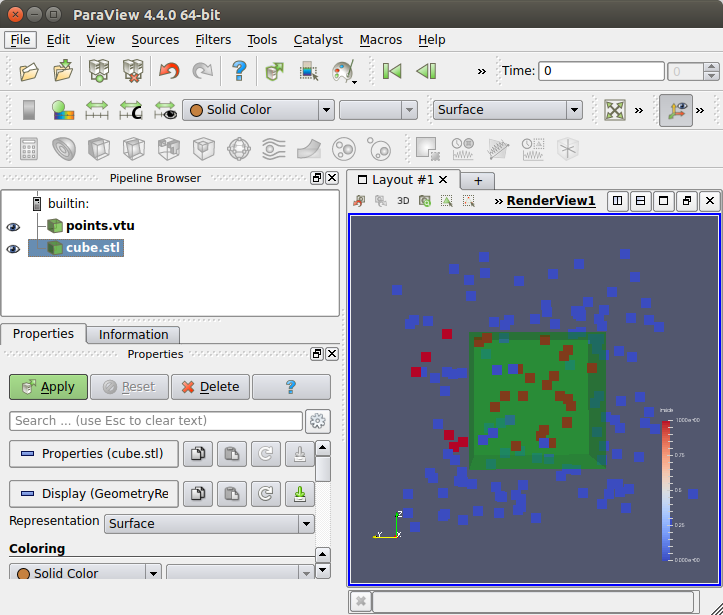 ParaView 4.4.0 64-bit
File Edit View Sources Filters Tools Catalyst Macros Help
? » Time: 0 0
C Solid Color Surface » »
Pipeline Browser
builtin:
points.vtu
cube.stl
Properties Information
Properties
Apply Reset Delete ?
Search ... (use Esc to clear text)
Properties (cube.stl)
Display (GeometryRe
Representation Surface
Coloring
Solid Color
Layout #1 +
3D » RenderView1
inside
1.000e+00
0.75
0.5
0.25
0.000e+00
Z
Y X